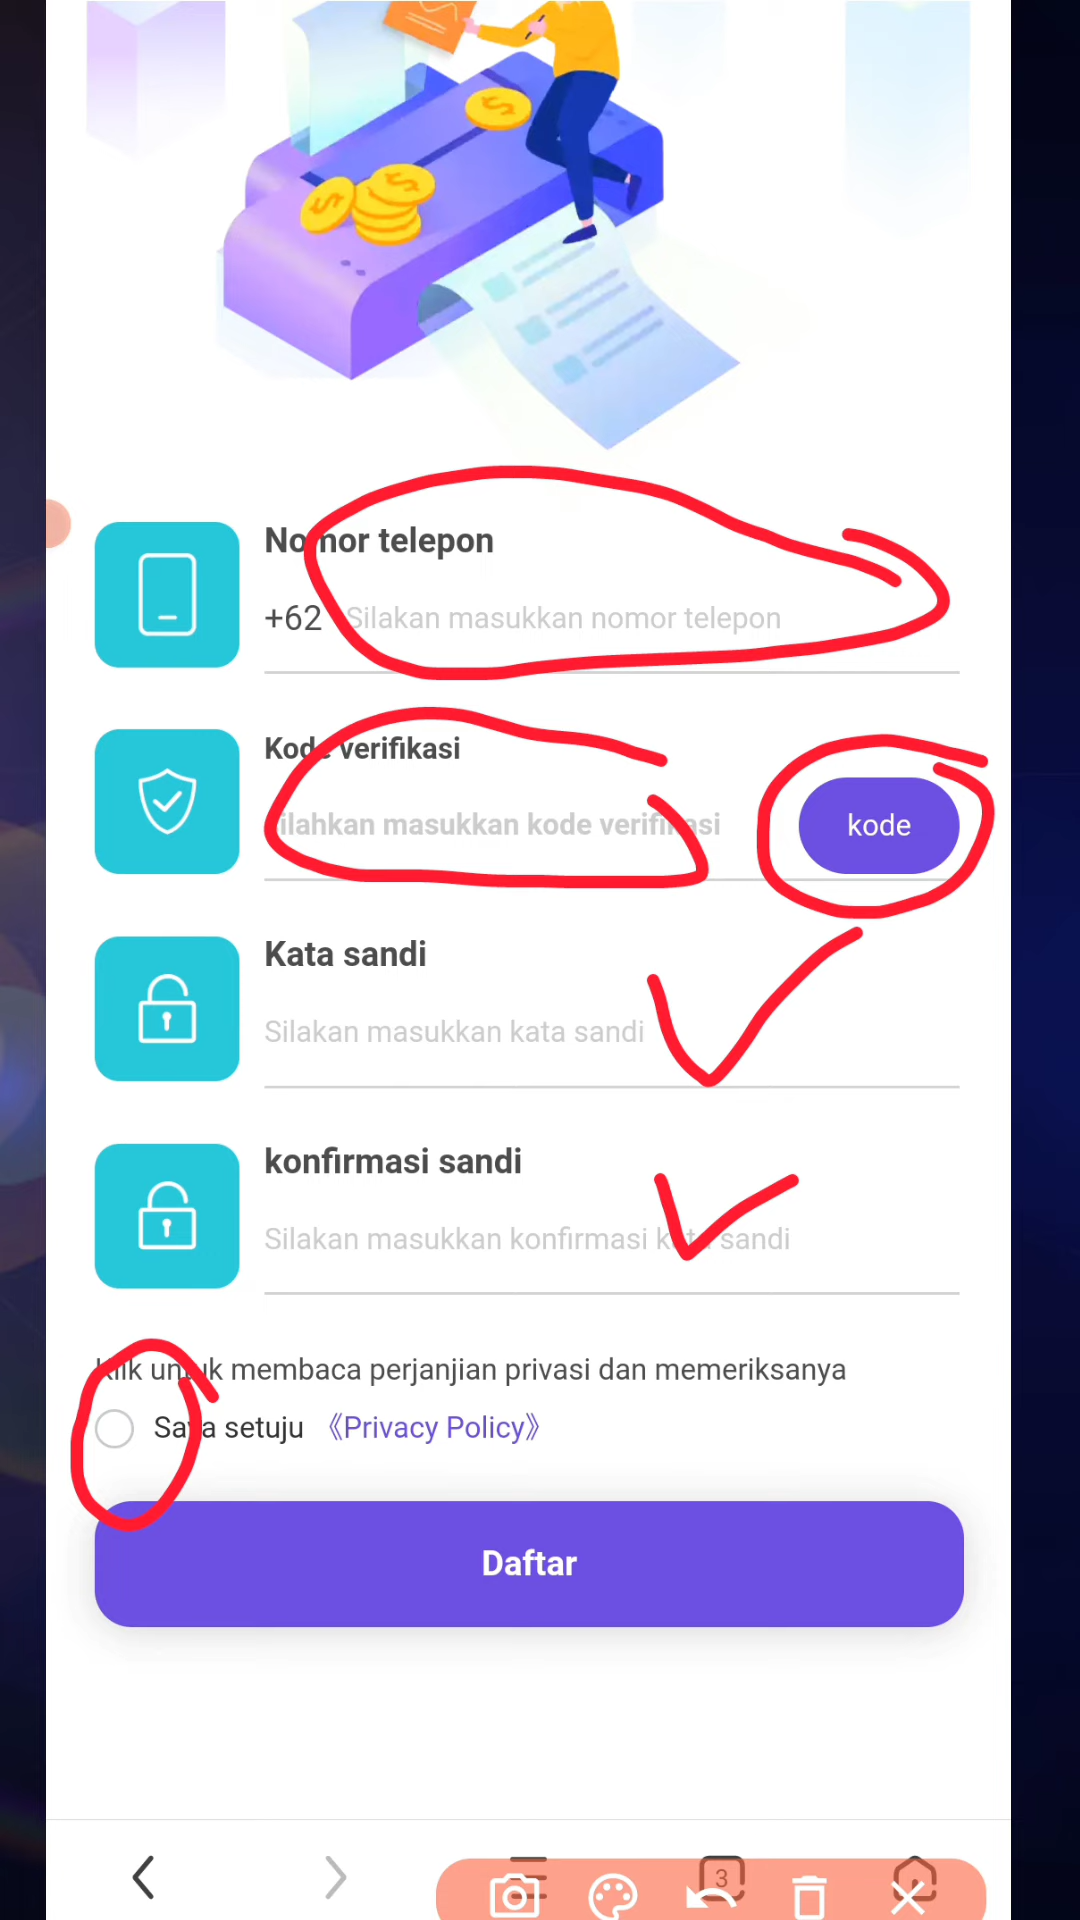 Nomor telepon
+62 Silakan masukkan nomor telepon
Kode verifikasi
Silahkan masukkan kode verifikasi
kode
Kata sandi
Silakan masukkan kata sandi
konfirmasi sandi
Silakan masukkan konfirmasi kata sandi
Klik untuk membaca perjanjian privasi dan memeriksanya
Saya setuju 《Privacy Policy》
Daftar
3